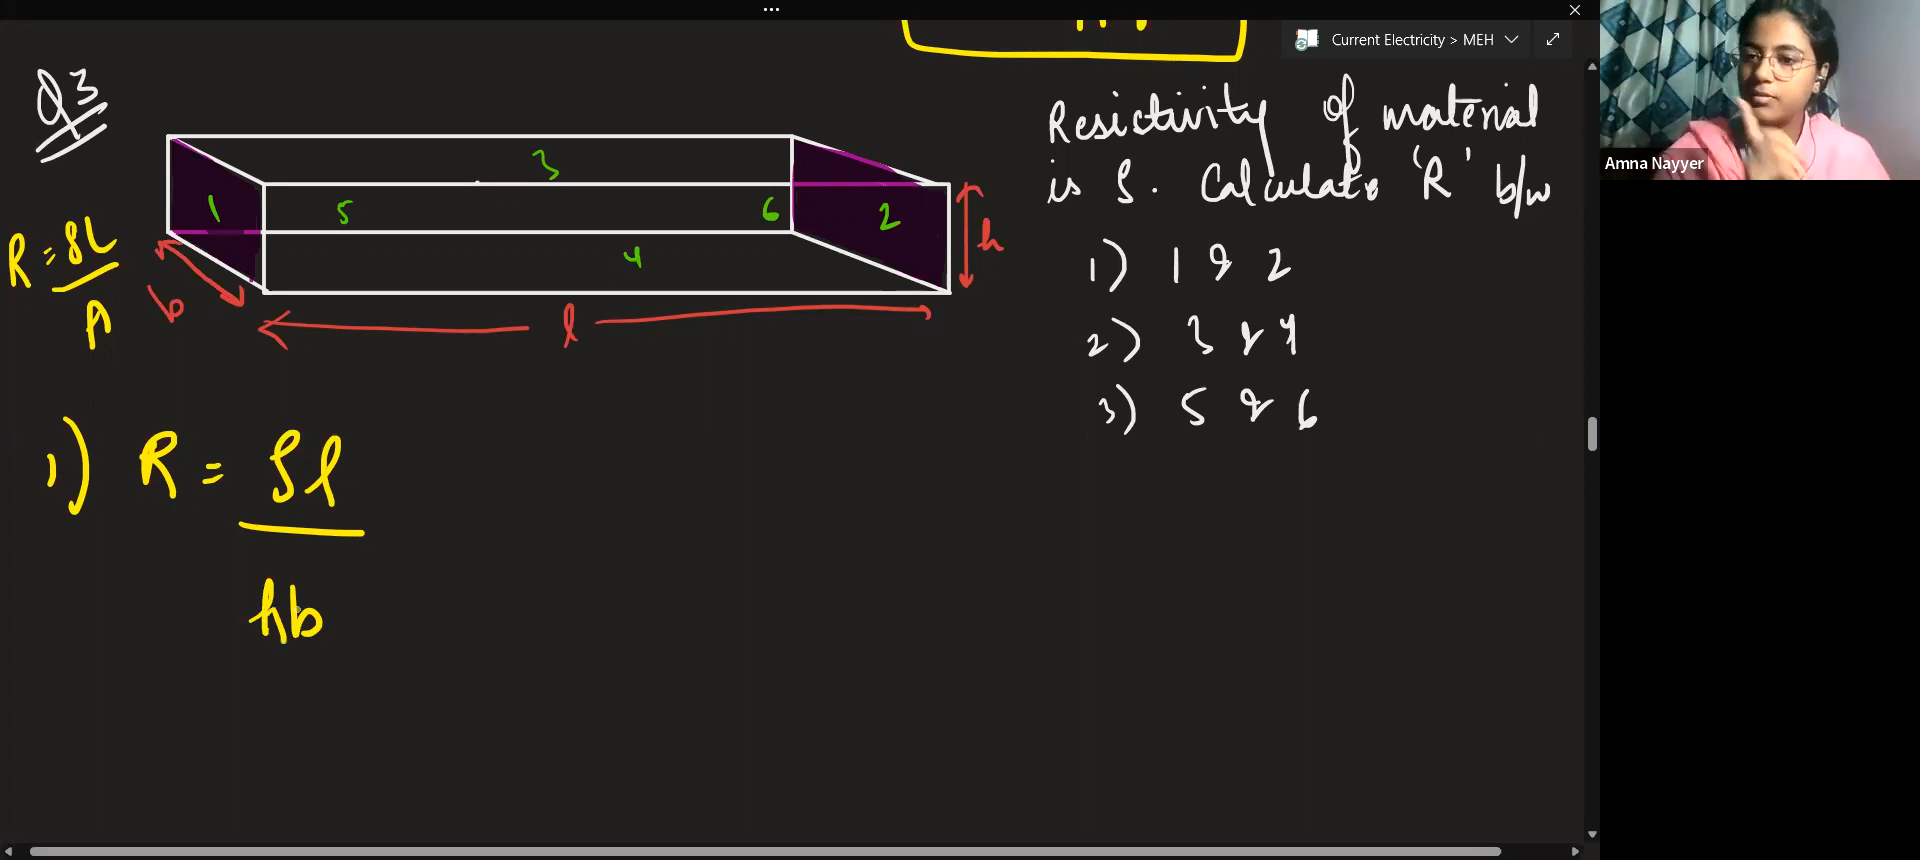 Current Electricity > MEH
Amna Nayyer
Q3
Resistivity of material
is ρ. Calculate 'R' b/w
1) 1 & 2
2) 3 & 4
3) 5 & 6
3
1
5
6
2
4
h
b
l
R = ρL
A
1) R = ρl
hb